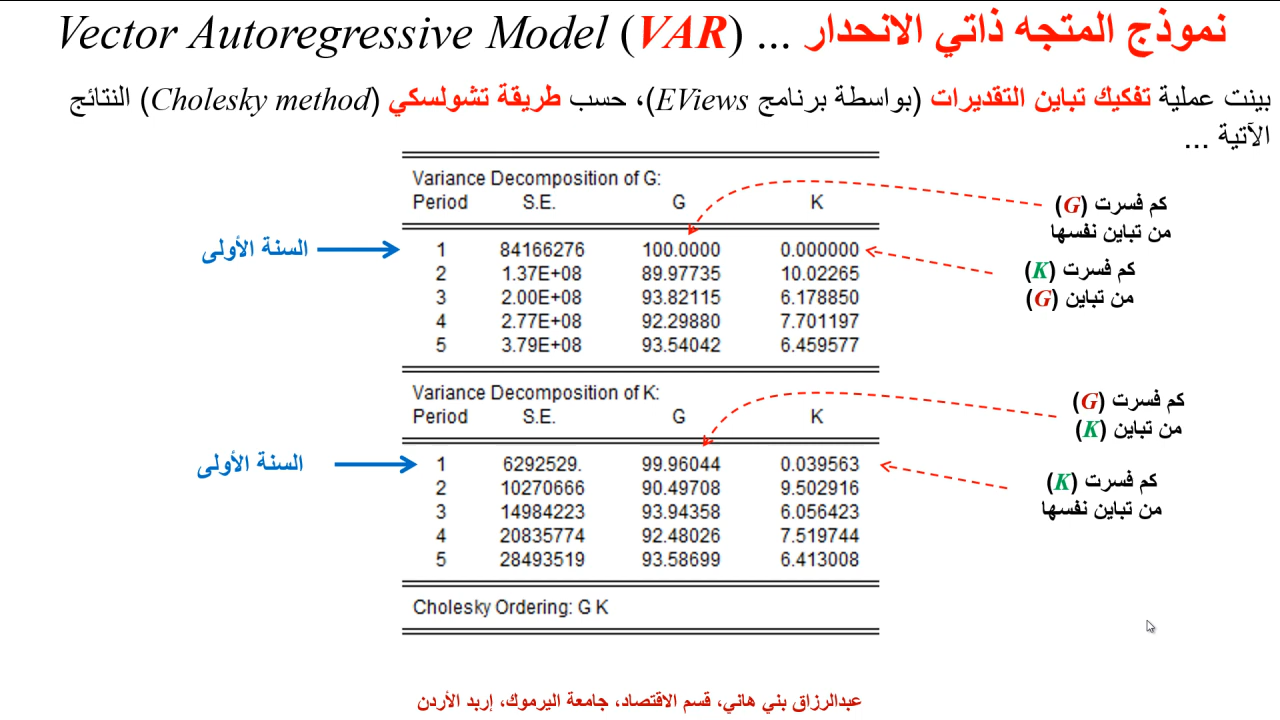 نموذج المتجه ذاتي الانحدار ... Vector Autoregressive Model (VAR)
بينت عملية تفكيك تباين التقديرات (بواسطة برنامج EViews)، حسب طريقة تشولسكي (Cholesky method) النتائج
الآتية ...
Variance Decomposition of G:
Period S.E. G K
1 84166276 100.0000 0.000000
2 1.37E+08 89.97735 10.02265
3 2.00E+08 93.82115 6.178850
4 2.77E+08 92.29880 7.701197
5 3.79E+08 93.54042 6.459577
السنة الأولى
كم فسرت (G)
من تباين نفسها
كم فسرت (K)
من تباين (G)
Variance Decomposition of K:
Period S.E. G K
1 6292529. 99.96044 0.039563
2 10270666 90.49708 9.502916
3 14984223 93.94358 6.056423
4 20835774 92.48026 7.519744
5 28493519 93.58699 6.413008
السنة الأولى
كم فسرت (G)
من تباين (K)
كم فسرت (K)
من تباين نفسها
Cholesky Ordering: G K
عبدالرزاق بني هاني، قسم الاقتصاد، جامعة اليرموك، إربد الأردن